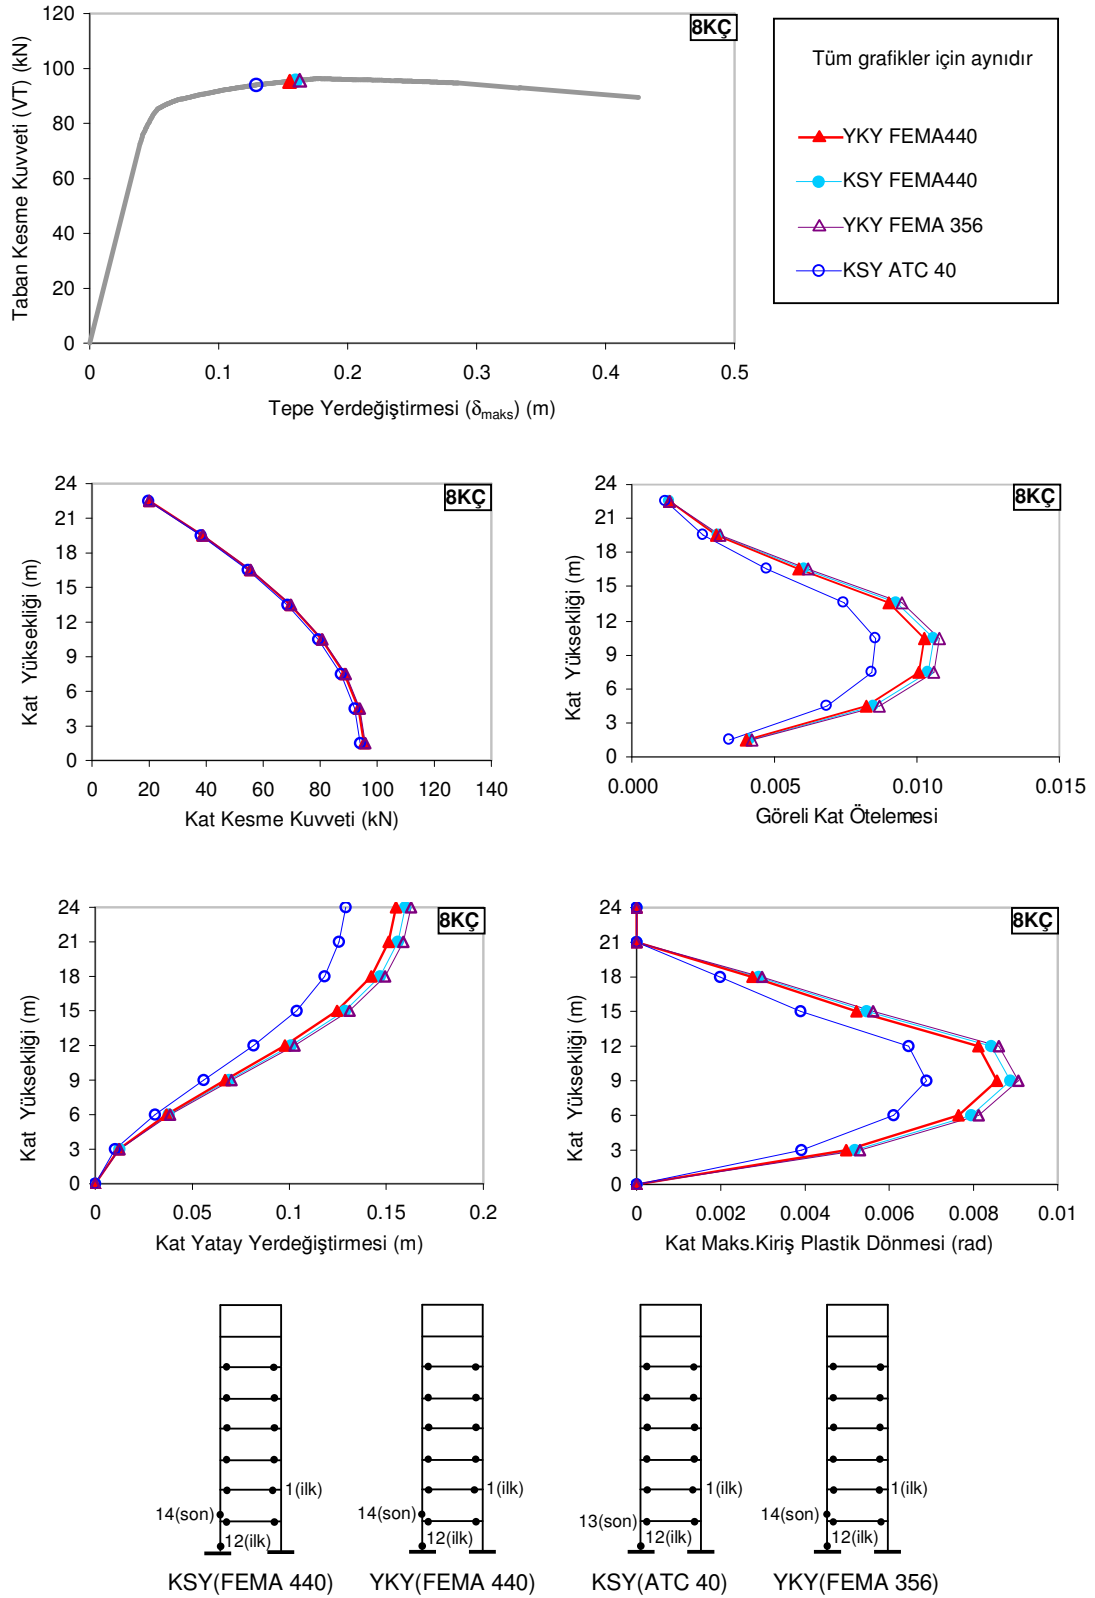 120
100
80
60
40
20
0
Taban Kesme Kuvveti (VT) (kN)
8KÇ
0 0.1 0.2 0.3 0.4 0.5
Tepe Yerdeğiştirmesi (δmaks) (m)
Tüm grafikler için aynıdır
YKY FEMA440
KSY FEMA440
YKY FEMA 356
KSY ATC 40
24
21
18
15
12
9
6
3
0
Kat Yüksekliği (m)
8KÇ
0 20 40 60 80 100 120 140
Kat Kesme Kuvveti (kN)
24
21
18
15
12
9
6
3
0
Kat Yüksekliği (m)
8KÇ
0.000 0.005 0.010 0.015
Göreli Kat Ötelemesi
24
21
18
15
12
9
6
3
0
Kat Yüksekliği (m)
8KÇ
0 0.05 0.1 0.15 0.2
Kat Yatay Yerdeğiştirmesi (m)
24
21
18
15
12
9
6
3
0
Kat Yüksekliği (m)
8KÇ
0 0.002 0.004 0.006 0.008 0.01
Kat Maks.Kiriş Plastik Dönmesi (rad)
1(ilk)
14(son)
12(ilk)
KSY(FEMA 440)
1(ilk)
14(son)
12(ilk)
YKY(FEMA 440)
1(ilk)
13(son)
12(ilk)
KSY(ATC 40)
1(ilk)
14(son)
12(ilk)
YKY(FEMA 356)